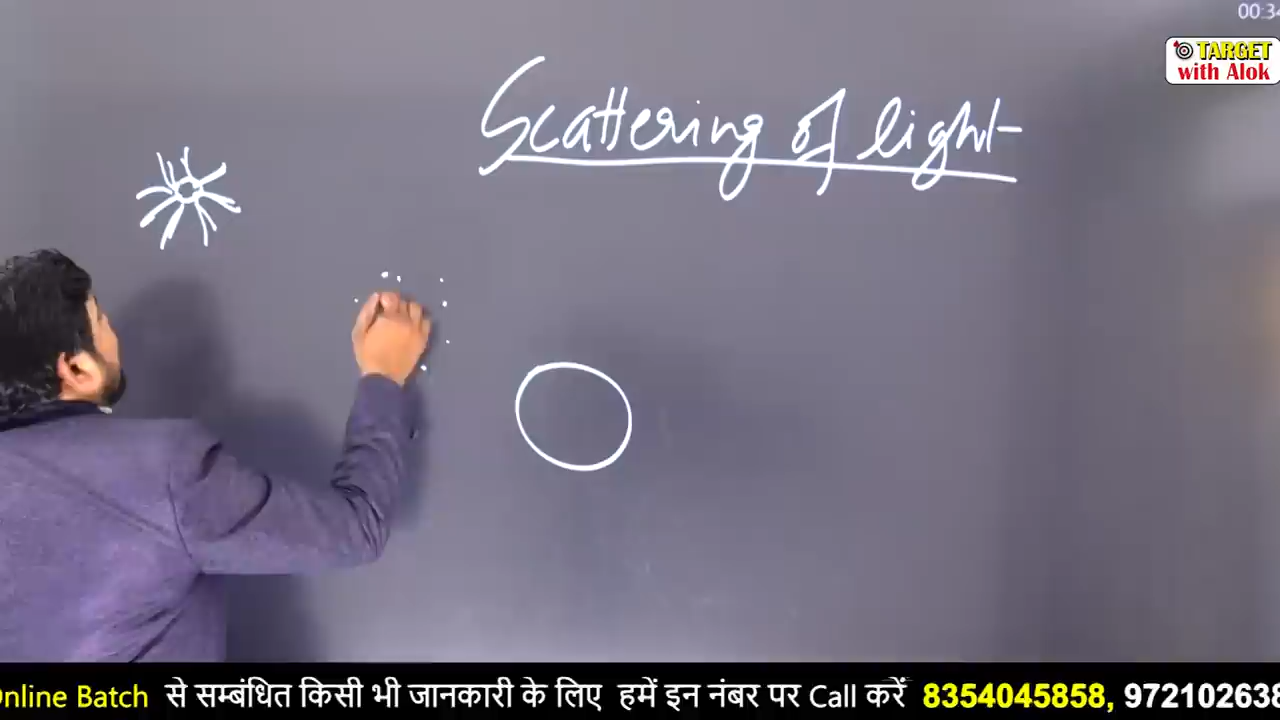 00:34
TARGET
with Alok
Scattering of light
Online Batch से सम्बंधित किसी भी जानकारी के लिए हमें इन नंबर पर Call करें 8354045858, 972102638